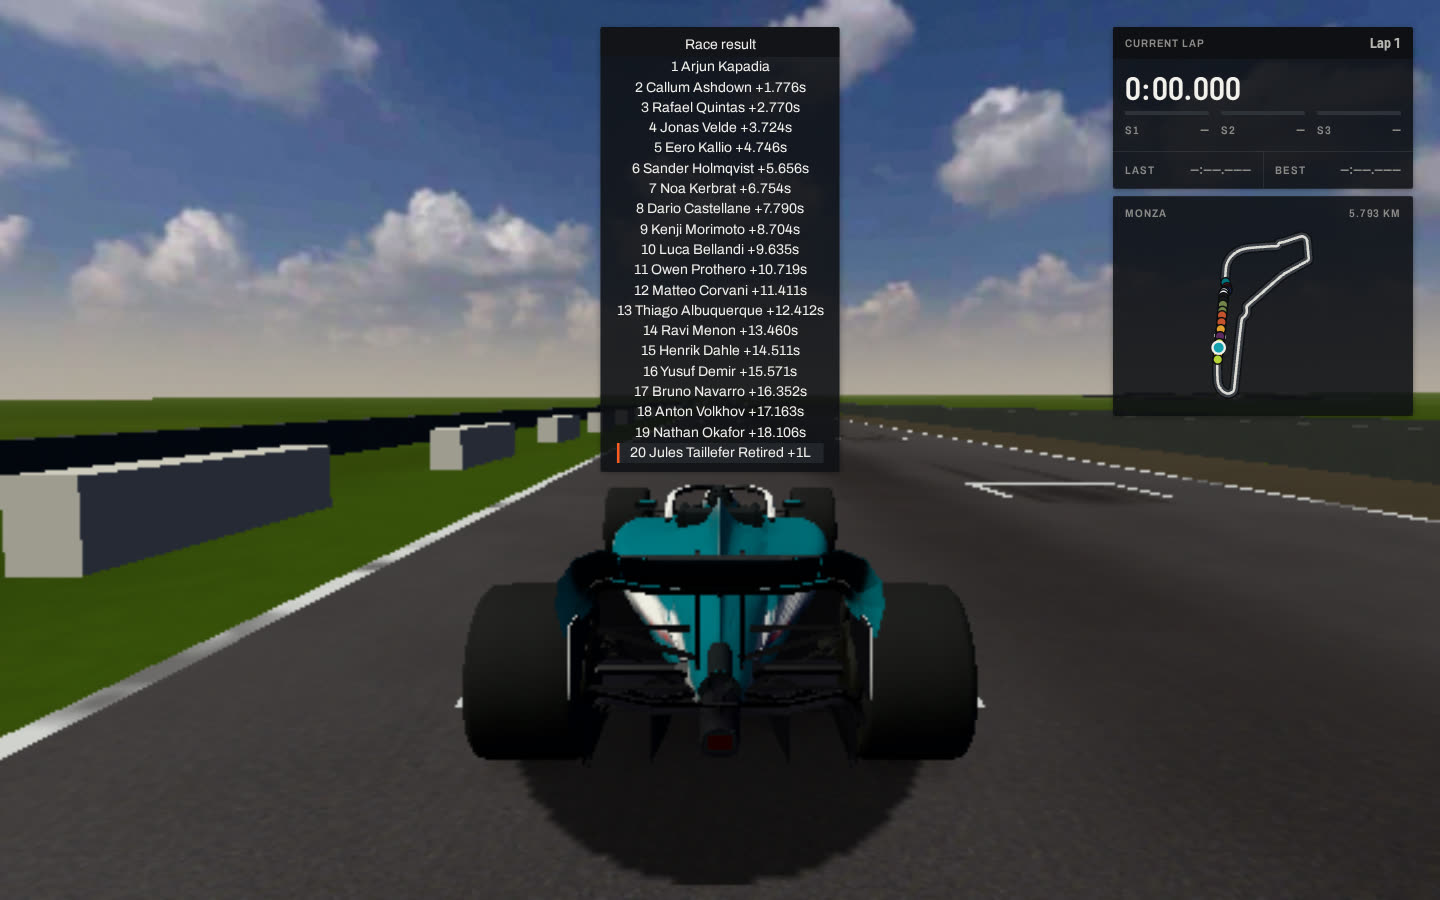 Race result
1 Arjun Kapadia
2 Callum Ashdown +1.776s
3 Rafael Quintas +2.770s
4 Jonas Velde +3.724s
5 Eero Kallio +4.746s
6 Sander Holmqvist +5.656s
7 Noa Kerbrat +6.754s
8 Dario Castellane +7.790s
9 Kenji Morimoto +8.704s
10 Luca Bellandi +9.635s
11 Owen Prothero +10.719s
12 Matteo Corvani +11.411s
13 Thiago Albuquerque +12.412s
14 Ravi Menon +13.460s
15 Henrik Dahle +14.511s
16 Yusuf Demir +15.571s
17 Bruno Navarro +16.352s
18 Anton Volkhov +17.163s
19 Nathan Okafor +18.106s
20 Jules Taillefer Retired +1L
CURRENT LAP Lap 1
0:00.000
S1 – S2 – S3 –
LAST –:––.––– BEST –:––.–––
MONZA 5.793 KM